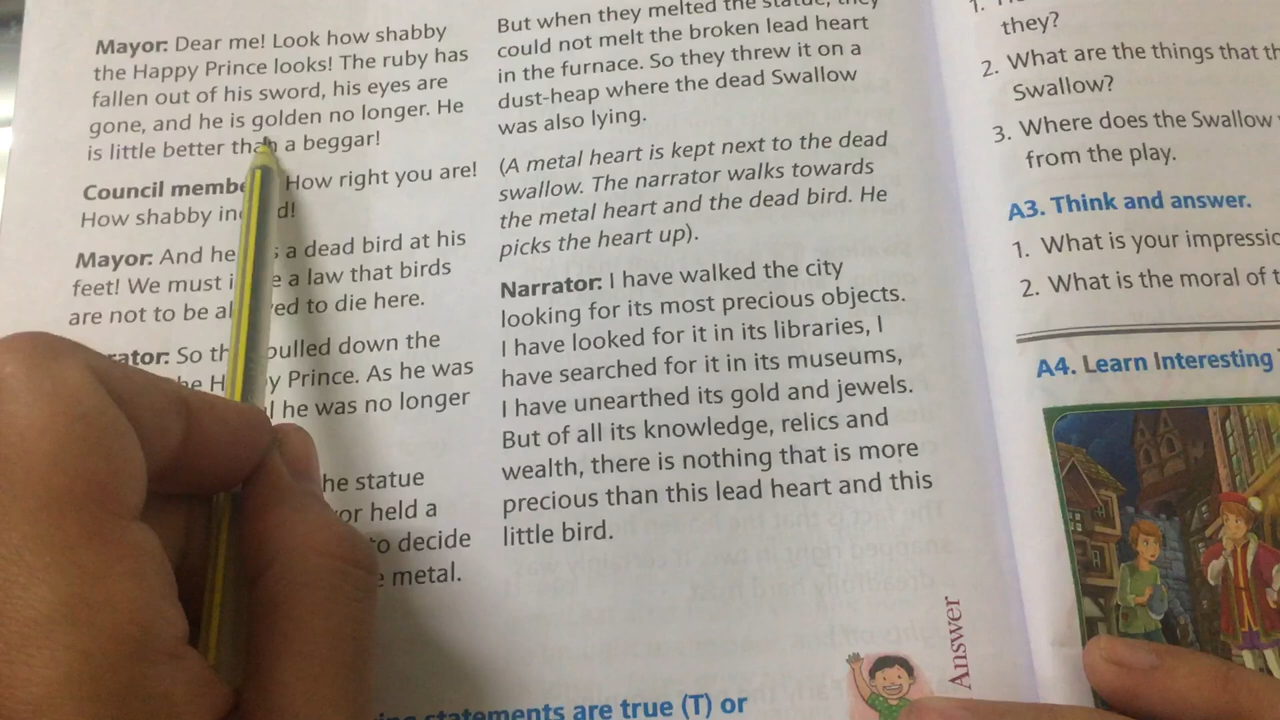 Mayor: Dear me! Look how shabby
the Happy Prince looks! The ruby has
fallen out of his sword, his eyes are
gone, and he is golden no longer. He
is little better than a beggar!
Council How right you are!
How shabby
Mayor: And a dead bird at his
feet! We must a law that birds
are not to be to die here.
So pulled down the
Prince. As he was
he was no longer
statue
held a
to decide
metal.
But when they melted the statue, they
could not melt the broken lead heart
in the furnace. So they threw it on a
dust-heap where the dead Swallow
was also lying.
(A metal heart is kept next to the dead
swallow. The narrator walks towards
the metal heart and the dead bird. He
picks the heart up).
Narrator: I have walked the city
looking for its most precious objects.
I have looked for it in its libraries, I
have searched for it in its museums,
I have unearthed its gold and jewels.
But of all its knowledge, relics and
wealth, there is nothing that is more
precious than this lead heart and this
little bird.
statements are true (T) or
Answer
1.
they?
2. What are the things that
Swallow?
3. Where does the Swallow
from the play.
A3. Think and answer.
1. What is your
2. What is the moral of
A4. Learn Interesting